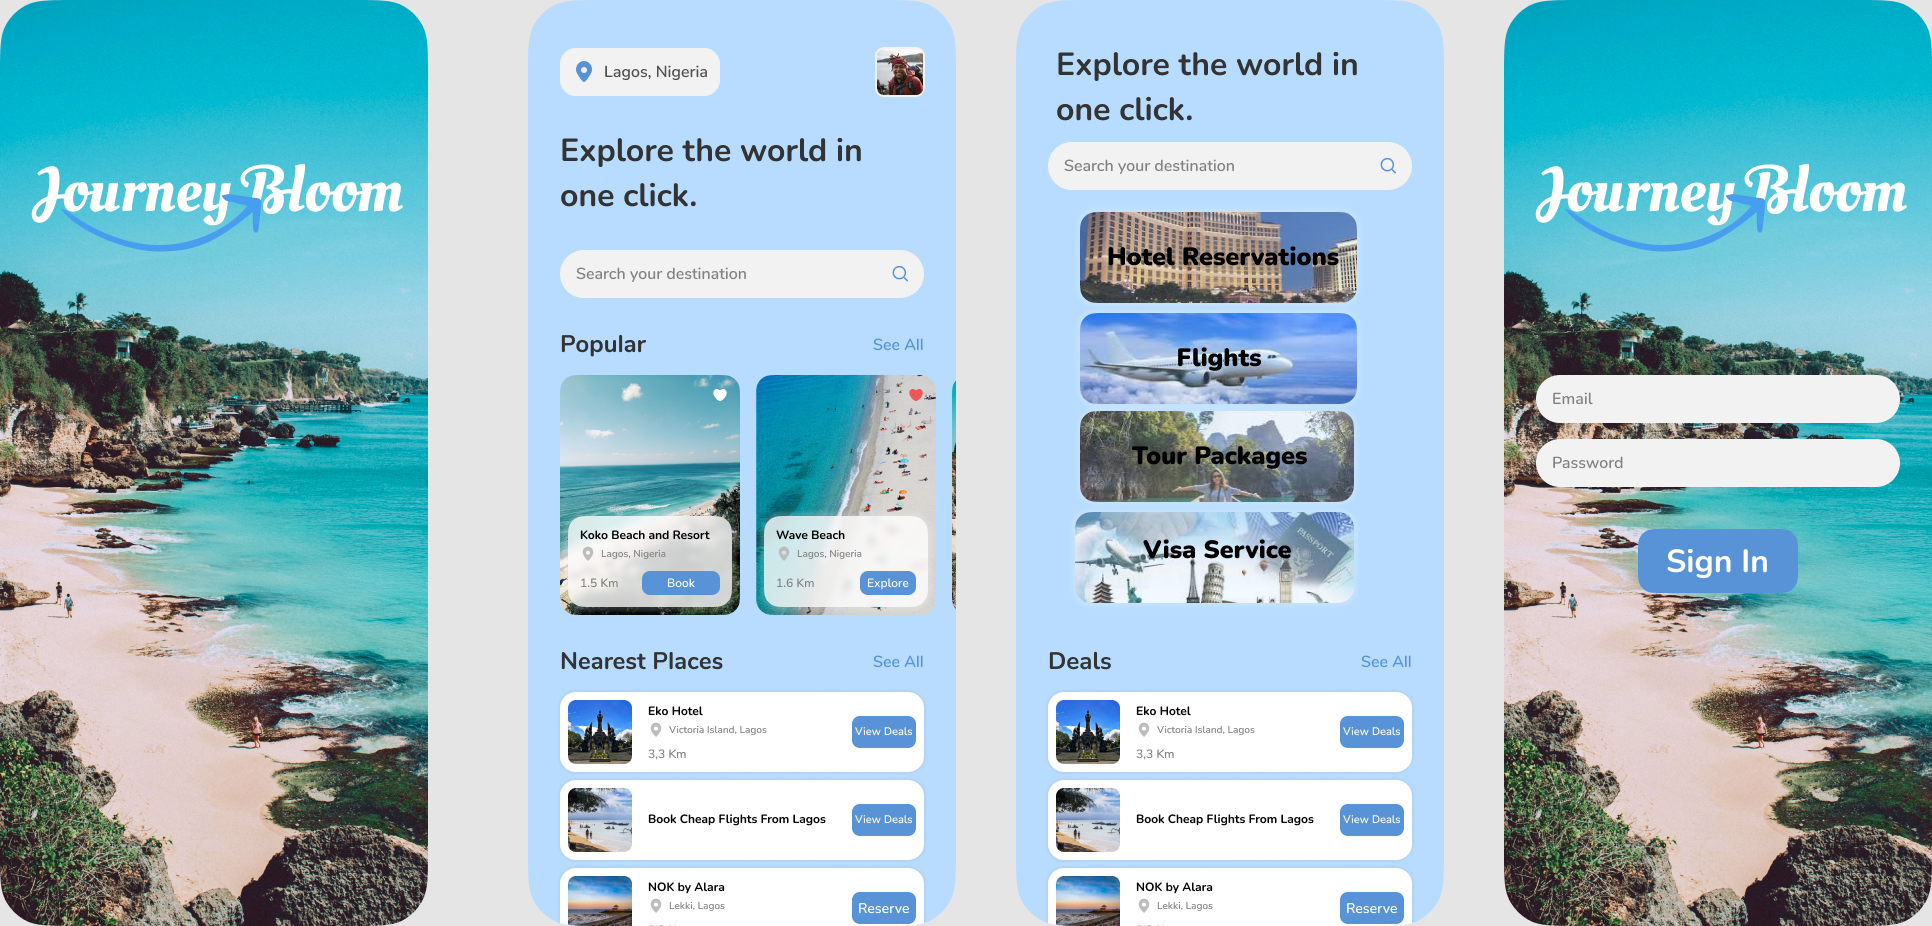 Journey Bloom
Lagos, Nigeria
Explore the world in
one click.
Search your destination
Popular
See All
Koko Beach and Resort
Lagos, Nigeria
1.5 Km
Book
Wave Beach
Lagos, Nigeria
1.6 Km
Explore
Nearest Places
See All
Eko Hotel
Victoria Island, Lagos
3,3 Km
View Deals
Book Cheap Flights From Lagos
View Deals
NOK by Alara
Lekki, Lagos
Reserve
Explore the world in
one click.
Search your destination
Hotel Reservations
Flights
Tour Packages
Visa Service
PASSPORT
Deals
See All
Eko Hotel
Victoria Island, Lagos
3,3 Km
View Deals
Book Cheap Flights From Lagos
View Deals
NOK by Alara
Lekki, Lagos
Reserve
Journey Bloom
Email
Password
Sign In